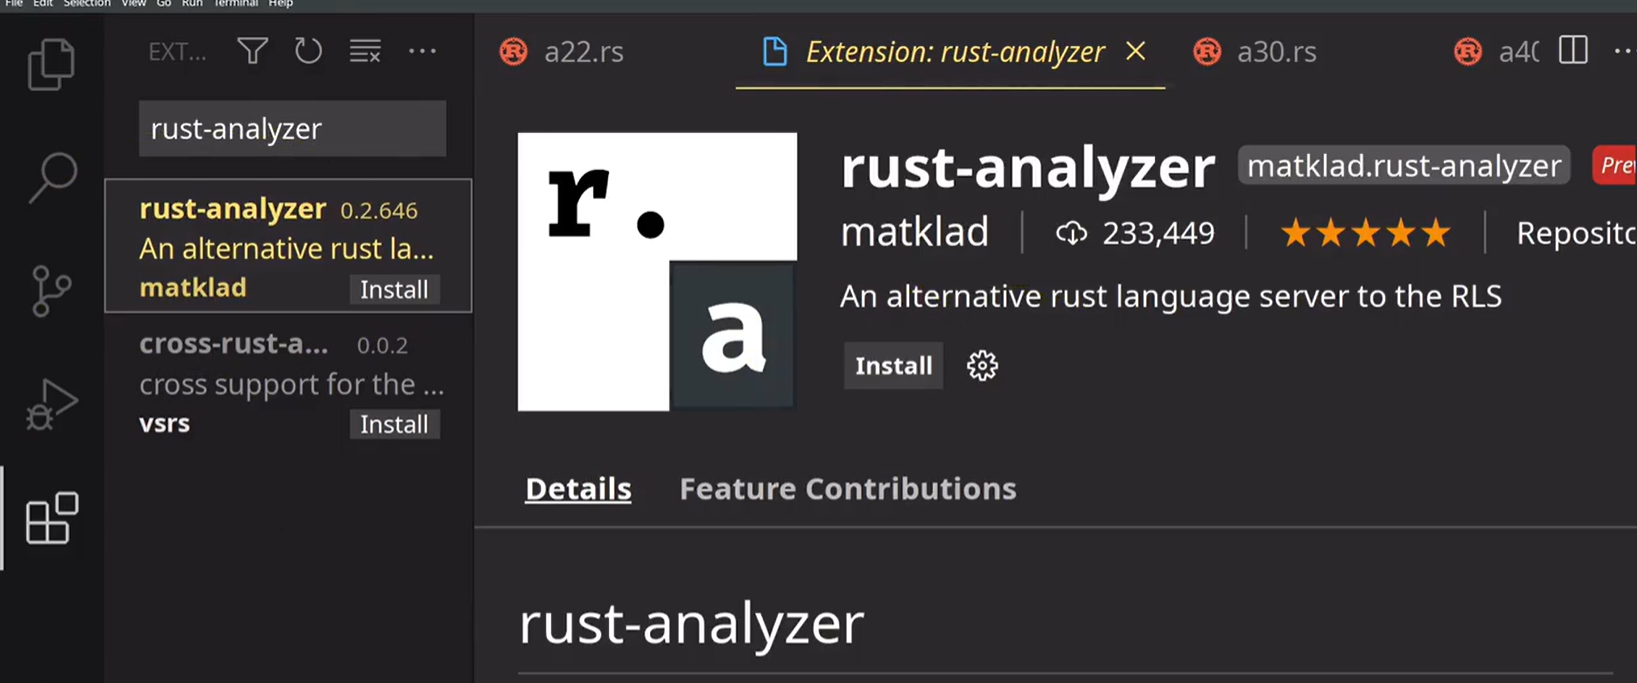 File Edit Selection View Go Run Terminal Help
EXT...
a22.rs
Extension: rust-analyzer
a30.rs
rust-analyzer
rust-analyzer 0.2.646
An alternative rust la...
matklad Install
cross-rust-a... 0.0.2
cross support for the ...
vsrs Install
r.
a
rust-analyzer matklad.rust-analyzer
matklad 233,449
An alternative rust language server to the RLS
Install
Details Feature Contributions
rust-analyzer